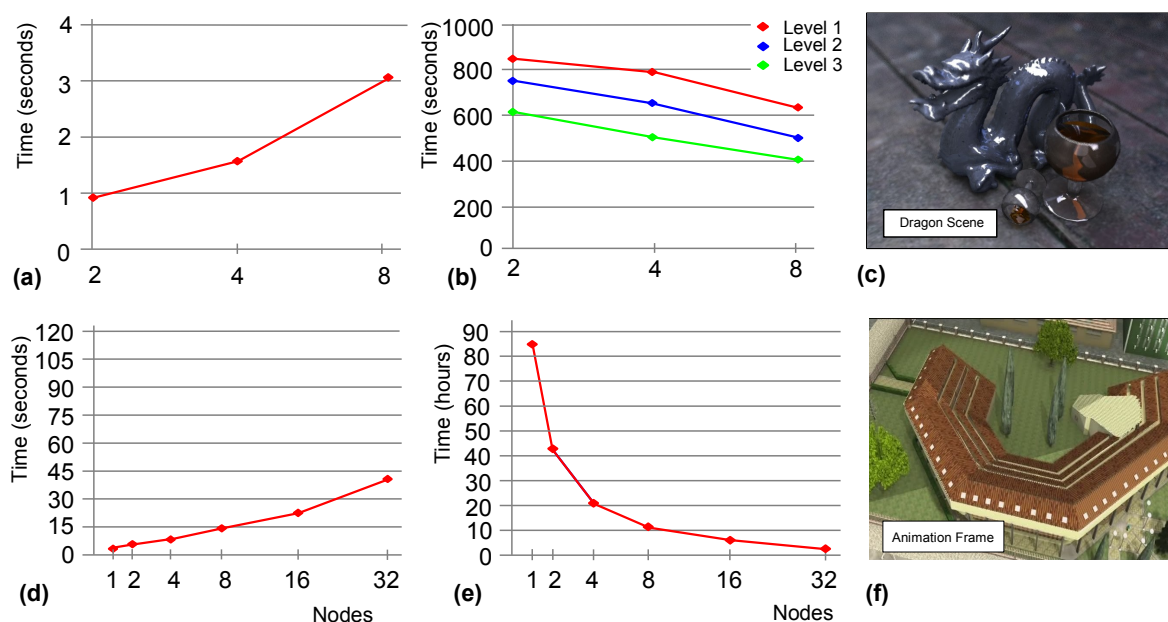 Time (seconds)
4
3
2
1
0
2
4
8
(a)
Time (seconds)
1000
800
600
400
200
0
2
4
8
Level 1
Level 2
Level 3
(b)
Dragon Scene
(c)
Time (seconds)
120
105
90
75
60
45
30
15
0
1 2 4 8 16 32
Nodes
(d)
Time (hours)
90
80
70
60
50
40
30
20
10
0
1 2 4 8 16 32
Nodes
(e)
Animation Frame
(f)